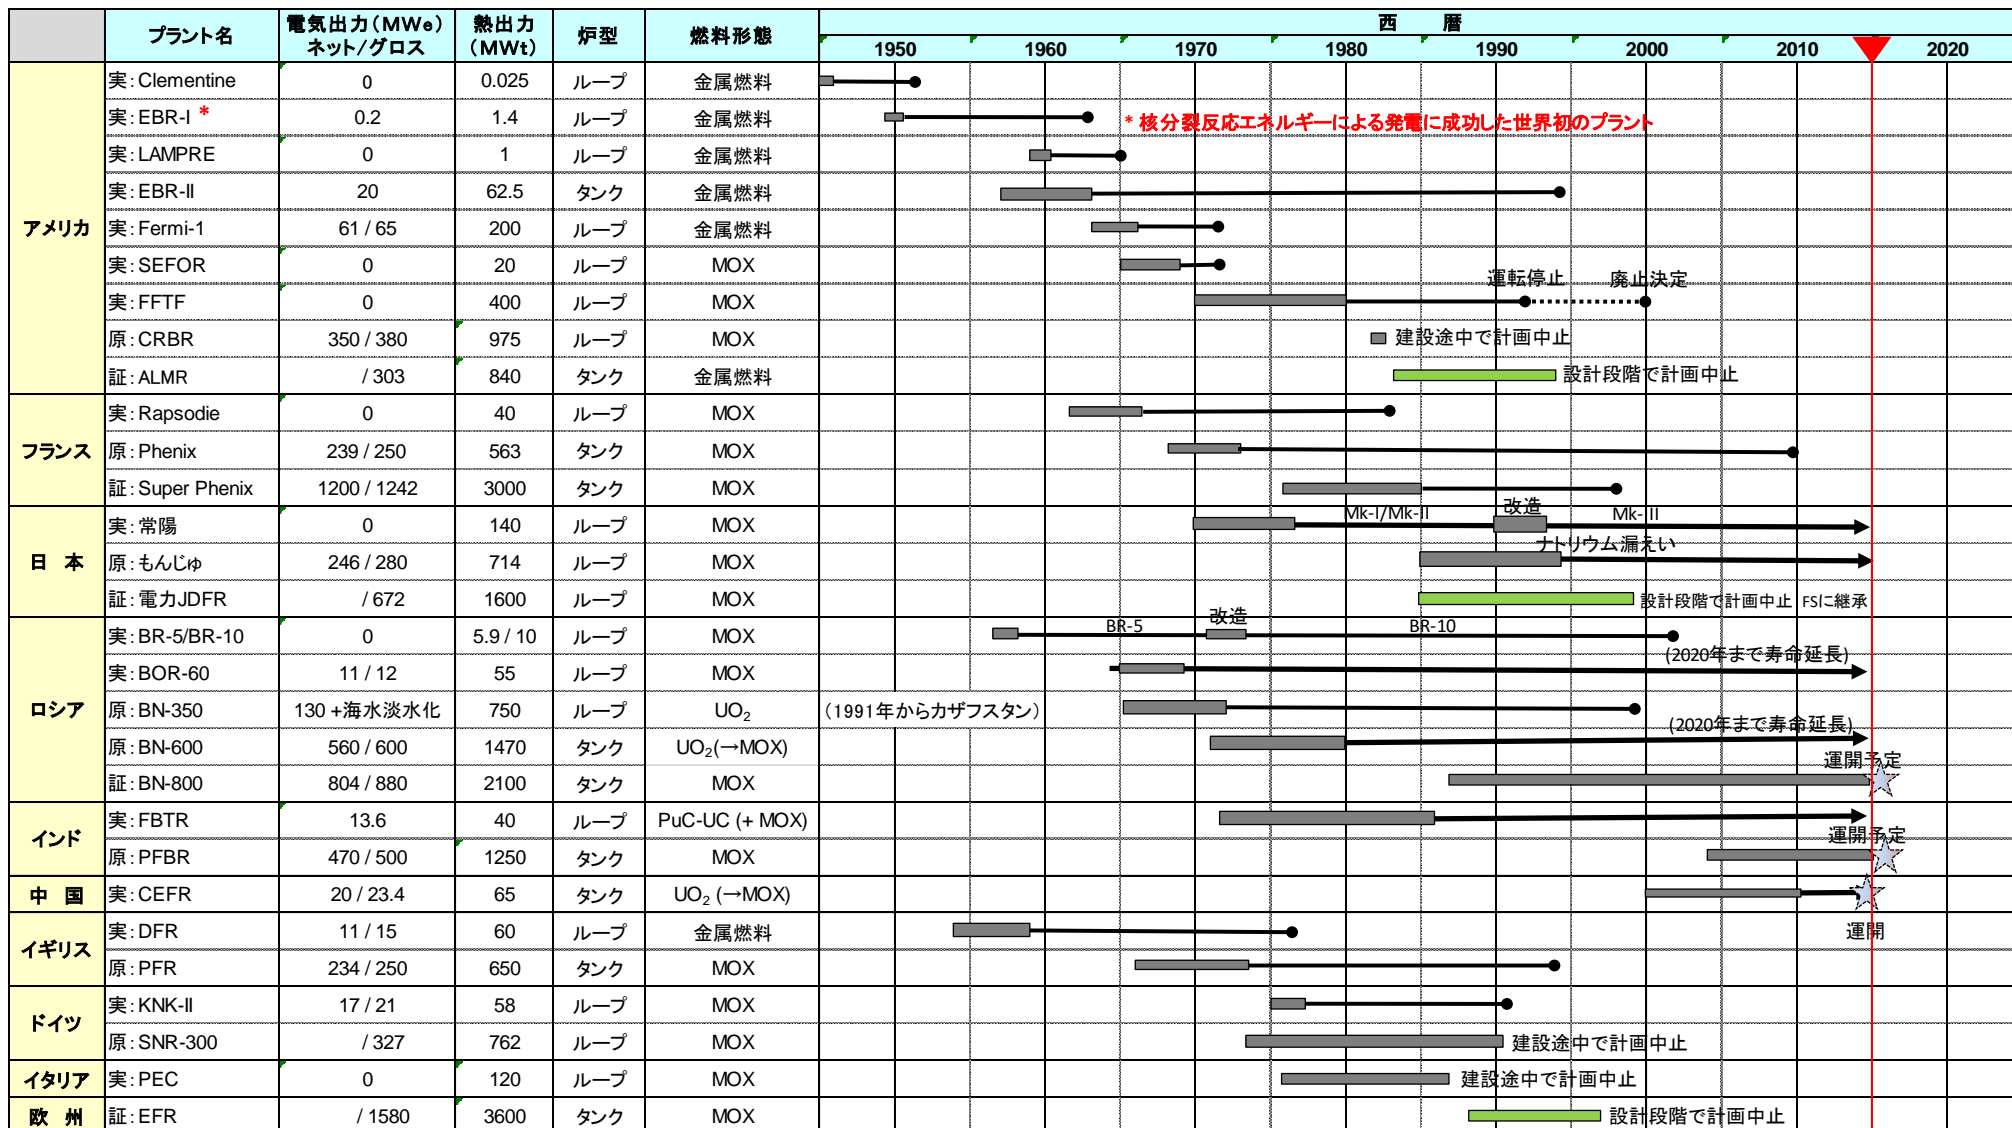 プラント名 電気出力(MWe) ネット/グロス 熱出力 (MWt) 炉型 燃料形態 西 暦
1950 1960 1970 1980 1990 2000 2010 2020
アメリカ
実：Clementine 0 0.025 ループ 金属燃料
実：EBR-I * 0.2 1.4 ループ 金属燃料 * 核分裂反応エネルギーによる発電に成功した世界初のプラント
実：LAMPRE 0 1 ループ 金属燃料
実：EBR-II 20 62.5 タンク 金属燃料
実：Fermi-1 61 / 65 200 ループ 金属燃料
実：SEFOR 0 20 ループ MOX
実：FFTF 0 400 ループ MOX 運転停止 廃止決定
原：CRBR 350 / 380 975 ループ MOX 建設途中で計画中止
証：ALMR / 303 840 タンク 金属燃料 設計段階で計画中止
フランス
実：Rapsodie 0 40 ループ MOX
原：Phenix 239 / 250 563 タンク MOX
証：Super Phenix 1200 / 1242 3000 タンク MOX
日 本
実：常陽 0 140 ループ MOX Mk-I/Mk-II 改造 Mk-III
原：もんじゅ 246 / 280 714 ループ MOX ナトリウム漏えい
証：電力JDFR / 672 1600 ループ MOX 設計段階で計画中止 FSに継承
ロシア
実：BR-5/BR-10 0 5.9 / 10 ループ MOX BR-5 改造 BR-10
実：BOR-60 11 / 12 55 ループ MOX (2020年まで寿命延長)
原：BN-350 130 +海水淡水化 750 ループ UO₂ （1991年からカザフスタン）
原：BN-600 560 / 600 1470 タンク UO₂(→MOX) (2020年まで寿命延長)
証：BN-800 804 / 880 2100 タンク MOX 運開予定
インド
実：FBTR 13.6 40 ループ PuC-UC (+ MOX)
原：PFBR 470 / 500 1250 タンク MOX 運開予定
中 国
実：CEFR 20 / 23.4 65 タンク UO₂ (→MOX) 運開
イギリス
実：DFR 11 / 15 60 ループ 金属燃料
原：PFR 234 / 250 650 タンク MOX
ドイツ
実：KNK-II 17 / 21 58 ループ MOX
原：SNR-300 / 327 762 ループ MOX 建設途中で計画中止
イタリア
実：PEC 0 120 ループ MOX 建設途中で計画中止
欧 州
証：EFR / 1580 3600 タンク MOX 設計段階で計画中止